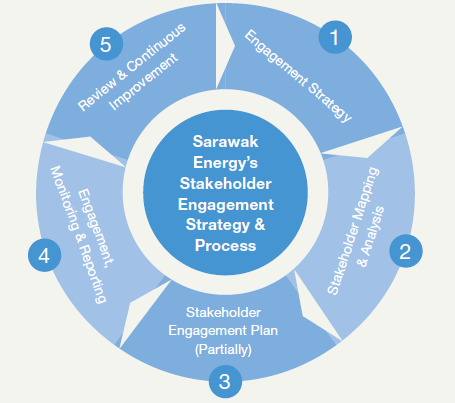 1
Engagement Strategy
2
Stakeholder Mapping
& Analysis
3
Stakeholder
Engagement Plan
(Partially)
4
Engagement,
Monitoring & Reporting
5
Review & Continuous
Improvement
Sarawak
Energy's
Stakeholder
Engagement
Strategy &
Process